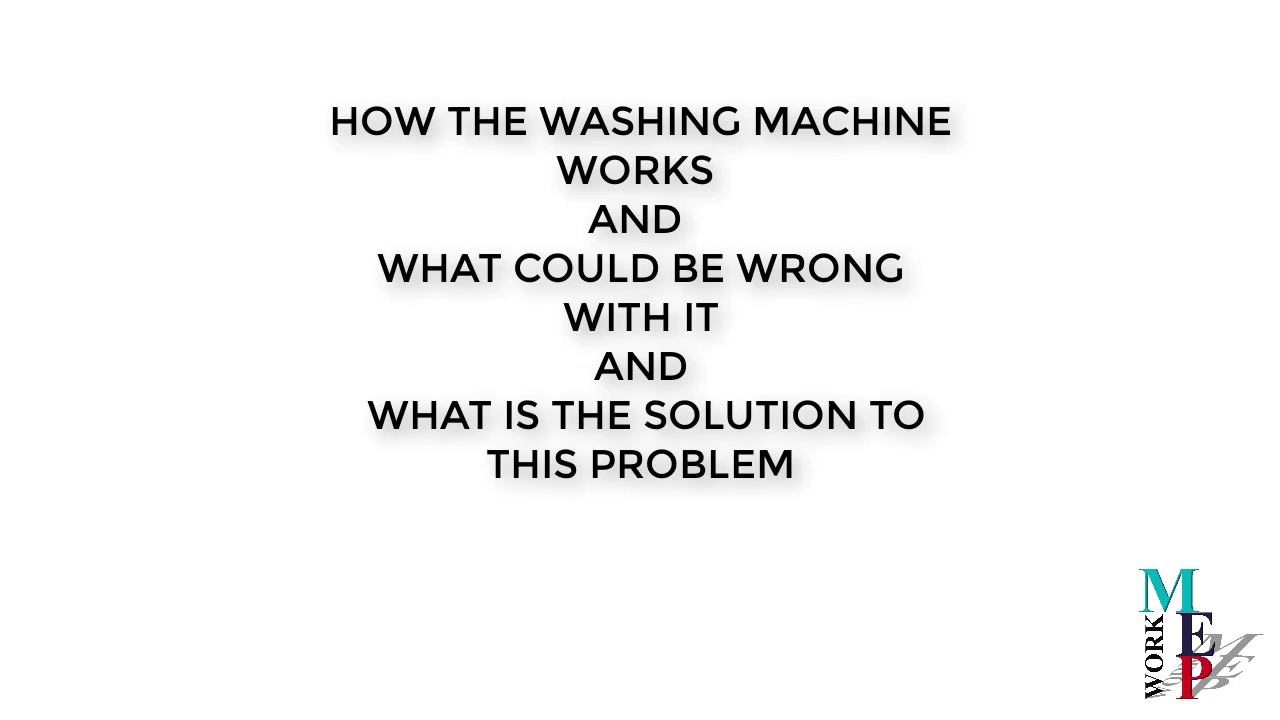 HOW THE WASHING MACHINE
WORKS
AND
WHAT COULD BE WRONG
WITH IT
AND
WHAT IS THE SOLUTION TO
THIS PROBLEM
MEP
WORK